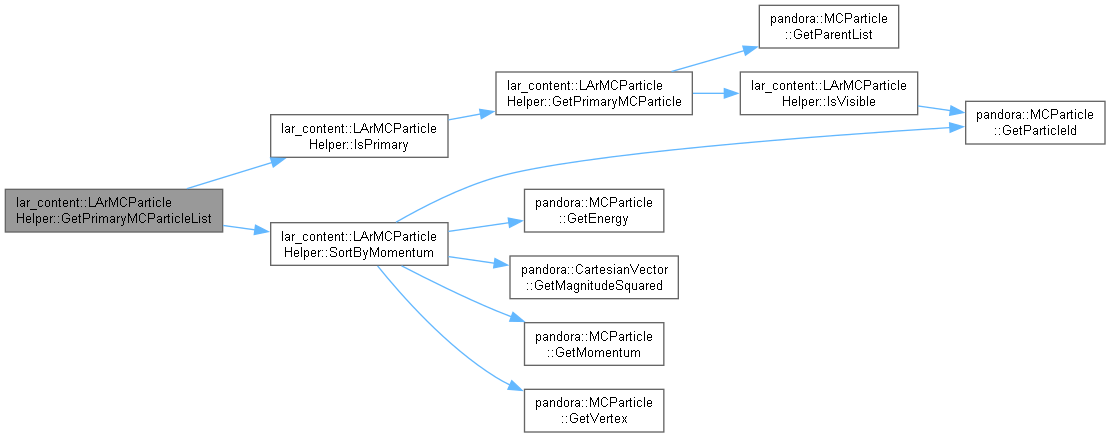 lar_content::LArMCParticle
Helper::GetPrimaryMCParticleList
lar_content::LArMCParticle
Helper::IsPrimary
lar_content::LArMCParticle
Helper::GetPrimaryMCParticle
pandora::MCParticle
::GetParentList
lar_content::LArMCParticle
Helper::IsVisible
pandora::MCParticle
::GetParticleId
lar_content::LArMCParticle
Helper::SortByMomentum
pandora::MCParticle
::GetEnergy
pandora::CartesianVector
::GetMagnitudeSquared
pandora::MCParticle
::GetMomentum
pandora::MCParticle
::GetVertex